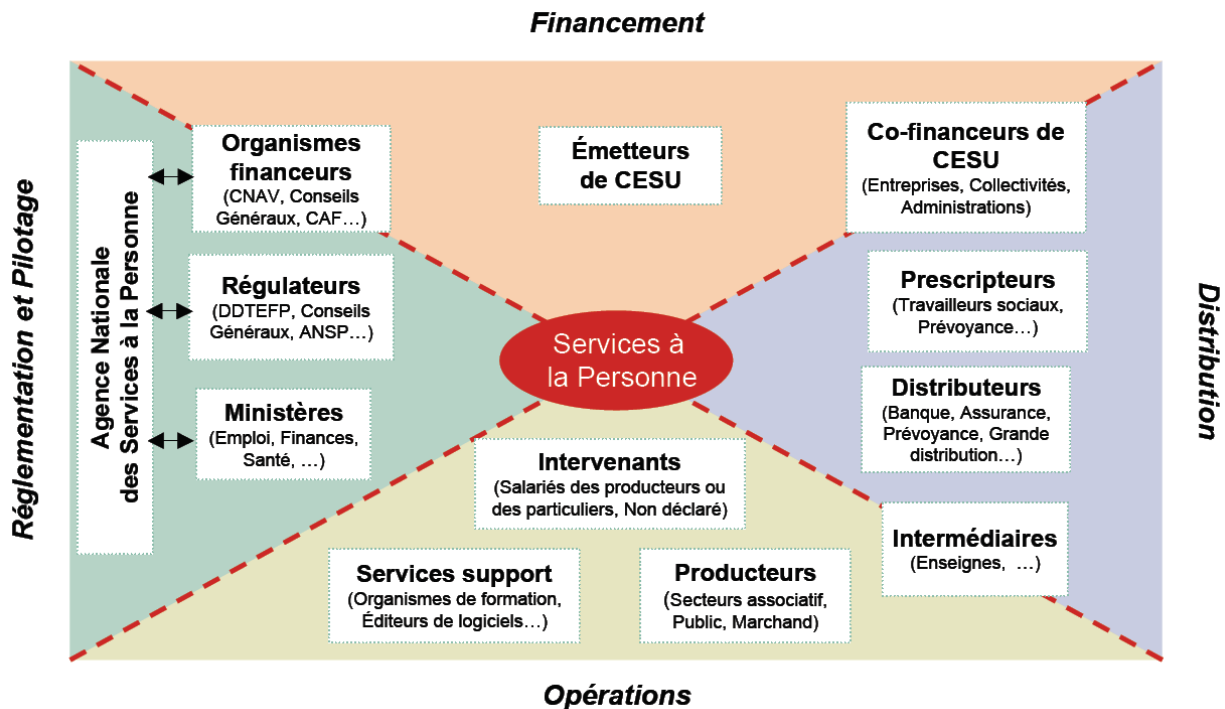 Financement
Réglementation et Pilotage
Agence Nationale
des Services à la Personne
Organismes
financeurs
(CNAV, Conseils
Généraux, CAF…)
Régulateurs
(DDTEFP, Conseils
Généraux, ANSP…)
Ministères
(Emploi, Finances,
Santé, …)
Émetteurs
de CESU
Co-financeurs de
CESU
(Entreprises, Collectivités,
Administrations)
Prescripteurs
(Travailleurs sociaux,
Prévoyance…)
Distributeurs
(Banque, Assurance,
Prévoyance, Grande
distribution…)
Intermédiaires
(Enseignes, …)
Distribution
Services à
la Personne
Intervenants
(Salariés des producteurs ou
des particuliers, Non déclaré)
Services support
(Organismes de formation,
Éditeurs de logiciels…)
Producteurs
(Secteurs associatif,
Public, Marchand)
Opérations